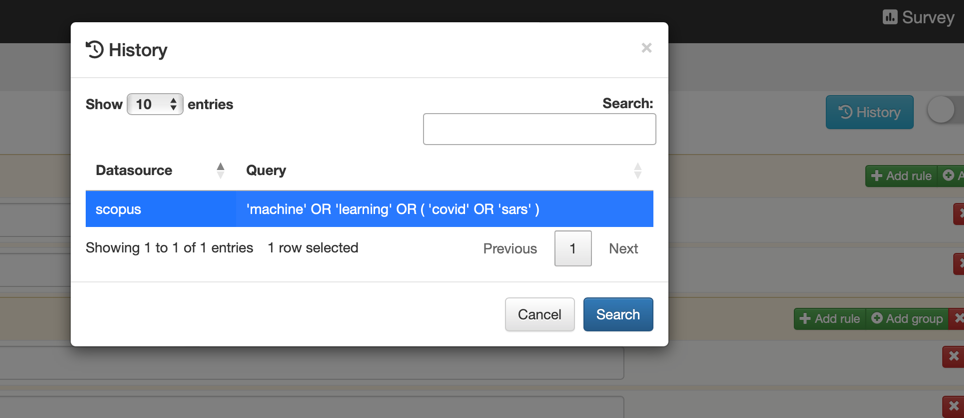 Survey
History
×
Show 10 entries
Search:
History
Datasource Query
Add rule
scopus 'machine' OR 'learning' OR ( 'covid' OR 'sars' )
Showing 1 to 1 of 1 entries 1 row selected
Previous 1 Next
Cancel Search
Add rule Add group